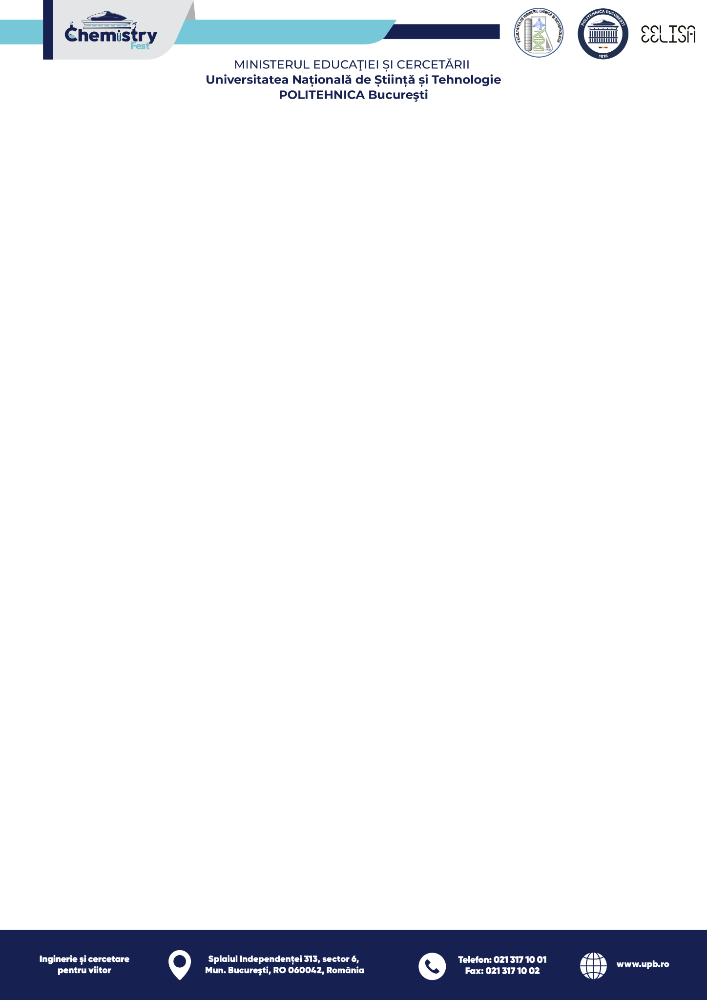 Chemistry
Fest
FACULTATEA DE INGINERIE CHIMICĂ ȘI BIOTEHNOLOGII
POLITEHNICA BUCUREȘTI
1818
EELISA
MINISTERUL EDUCAŢIEI ȘI CERCETĂRII
Universitatea Națională de Știință și Tehnologie
POLITEHNICA Bucureşti
Inginerie și cercetare
pentru viitor
Splaiul Independenței 313, sector 6,
Mun. Bucureşti, RO 060042, România
Telefon: 021 317 10 01
Fax: 021 317 10 02
www.upb.ro